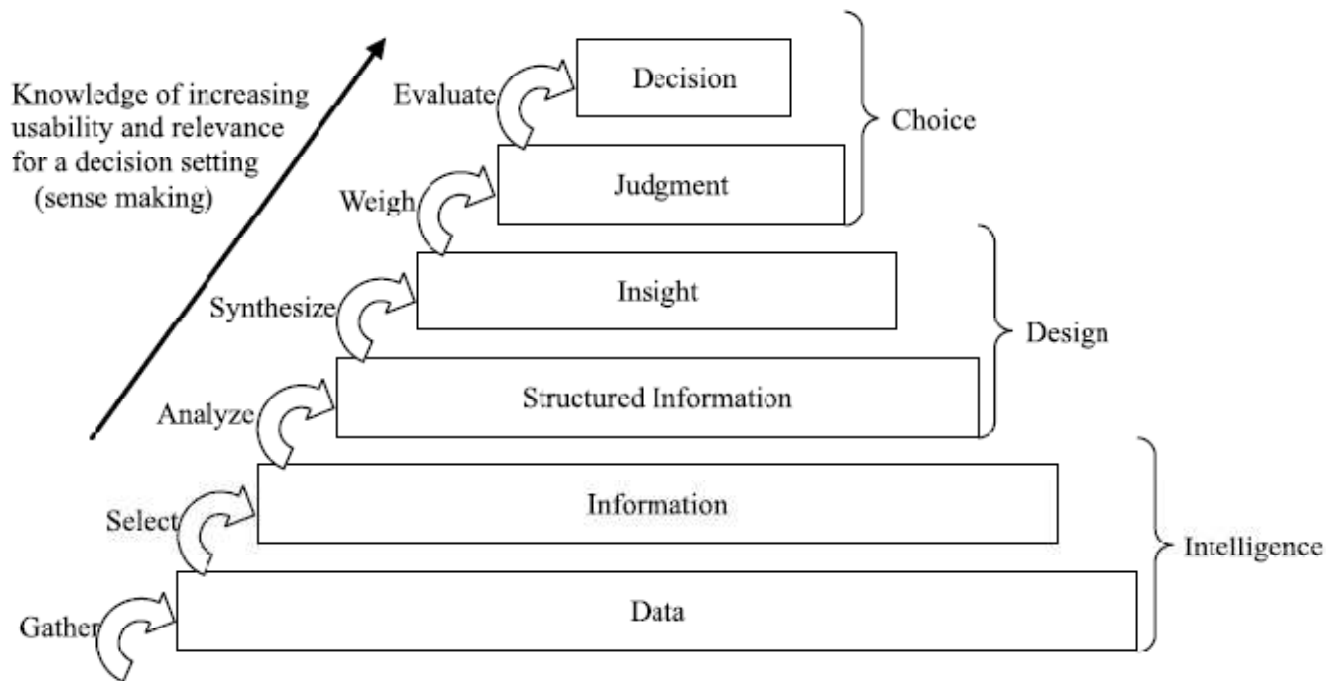 Decision
Evaluate
Choice
Knowledge of increasing
usability and relevance
for a decision setting
(sense making)
Judgment
Weigh
Insight
Synthesize
Design
Structured Information
Analyze
Information
Select
Intelligence
Data
Gather